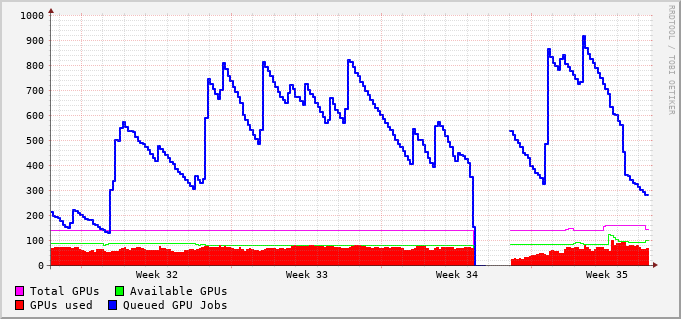 1000
900
800
700
600
500
400
300
200
100
0
Week 32 Week 33 Week 34 Week 35
Total GPUs Available GPUs
GPUs used Queued GPU Jobs
RRDTOOL / TOBI OETIKER